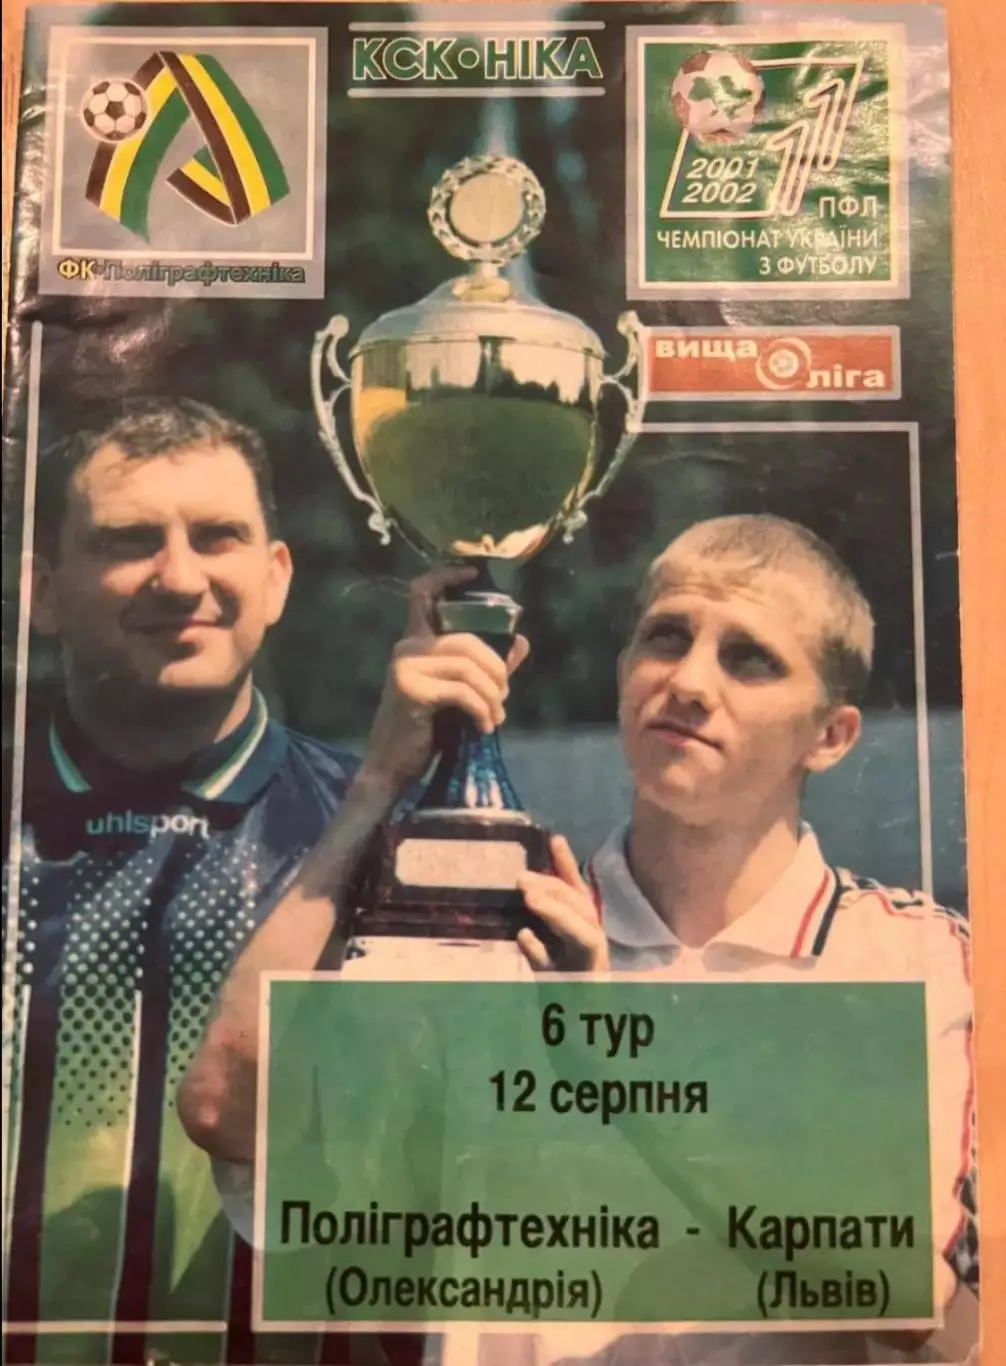 КСК•НІКА
ФК•Поліграфтехніка
2001
2002
11
ПФЛ
ЧЕМПІОНАТ УКРАЇНИ
З ФУТБОЛУ
вища
ліга
uhlsport
6 тур
12 серпня
Поліграфтехніка - Карпати
(Олександрія) (Львів)